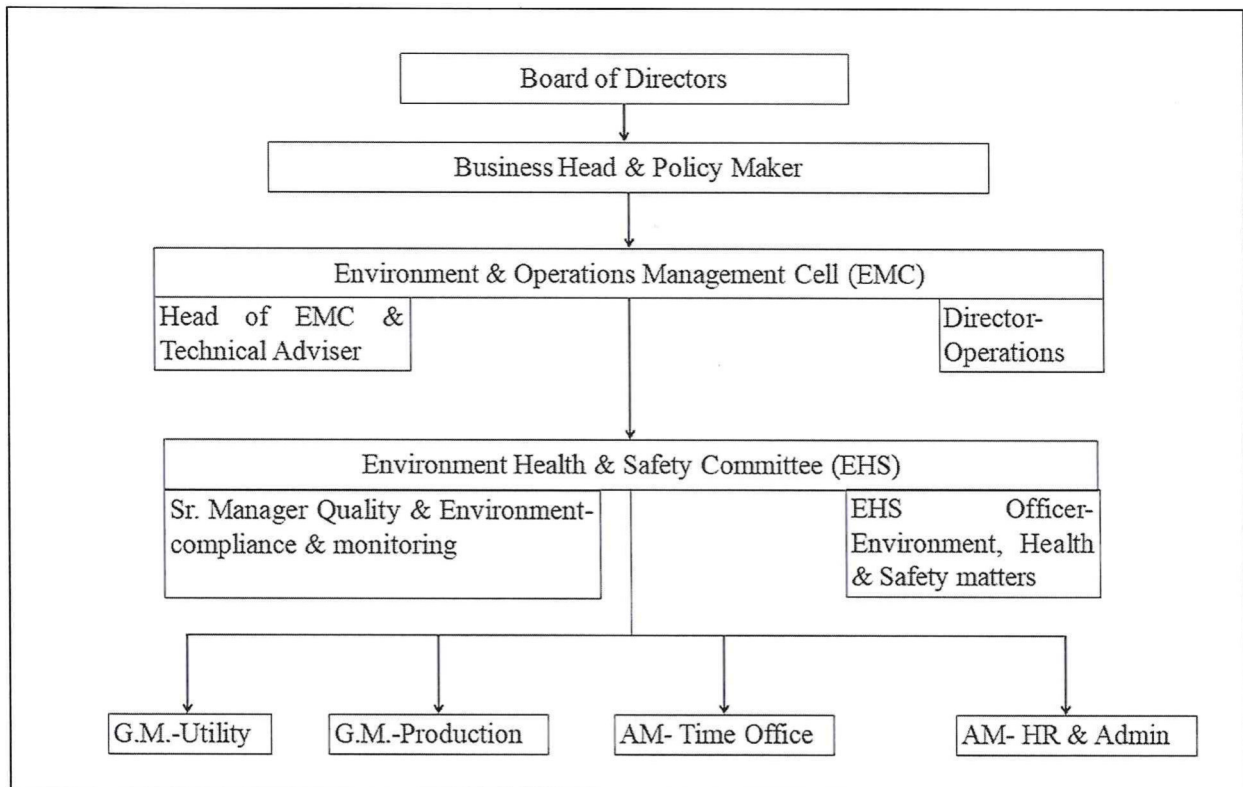 Board of Directors
Business Head & Policy Maker
Environment & Operations Management Cell (EMC)
Head of EMC &
Technical Adviser
Director-
Operations
Environment Health & Safety Committee (EHS)
Sr. Manager Quality & Environment-
compliance & monitoring
EHS Officer-
Environment, Health
& Safety matters
G.M.-Utility
G.M.-Production
AM- Time Office
AM- HR & Admin